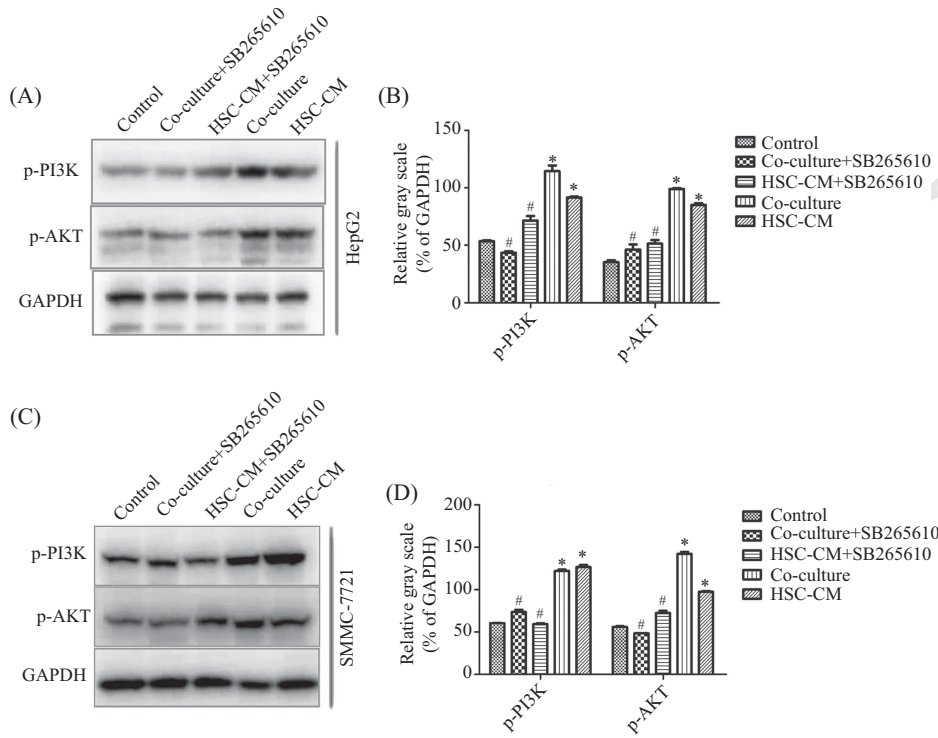 (A)
Control
Co-culture+SB265610
HSC-CM+SB265610
Co-culture
HSC-CM
p-PI3K
p-AKT
GAPDH
HepG2
(B)
Relative gray scale
(% of GAPDH)
150
100
50
0
#
#
*
*
#
#
*
*
p-PI3K
p-AKT
Control
Co-culture+SB265610
HSC-CM+SB265610
Co-culture
HSC-CM
(C)
Control
Co-culture+SB265610
HSC-CM+SB265610
Co-culture
HSC-CM
p-PI3K
p-AKT
GAPDH
SMMC-7721
(D)
Relative gray scale
(% of GAPDH)
200
150
100
50
0
#
#
*
*
#
#
*
*
p-PI3K
p-AKT
Control
Co-culture+SB265610
HSC-CM+SB265610
Co-culture
HSC-CM